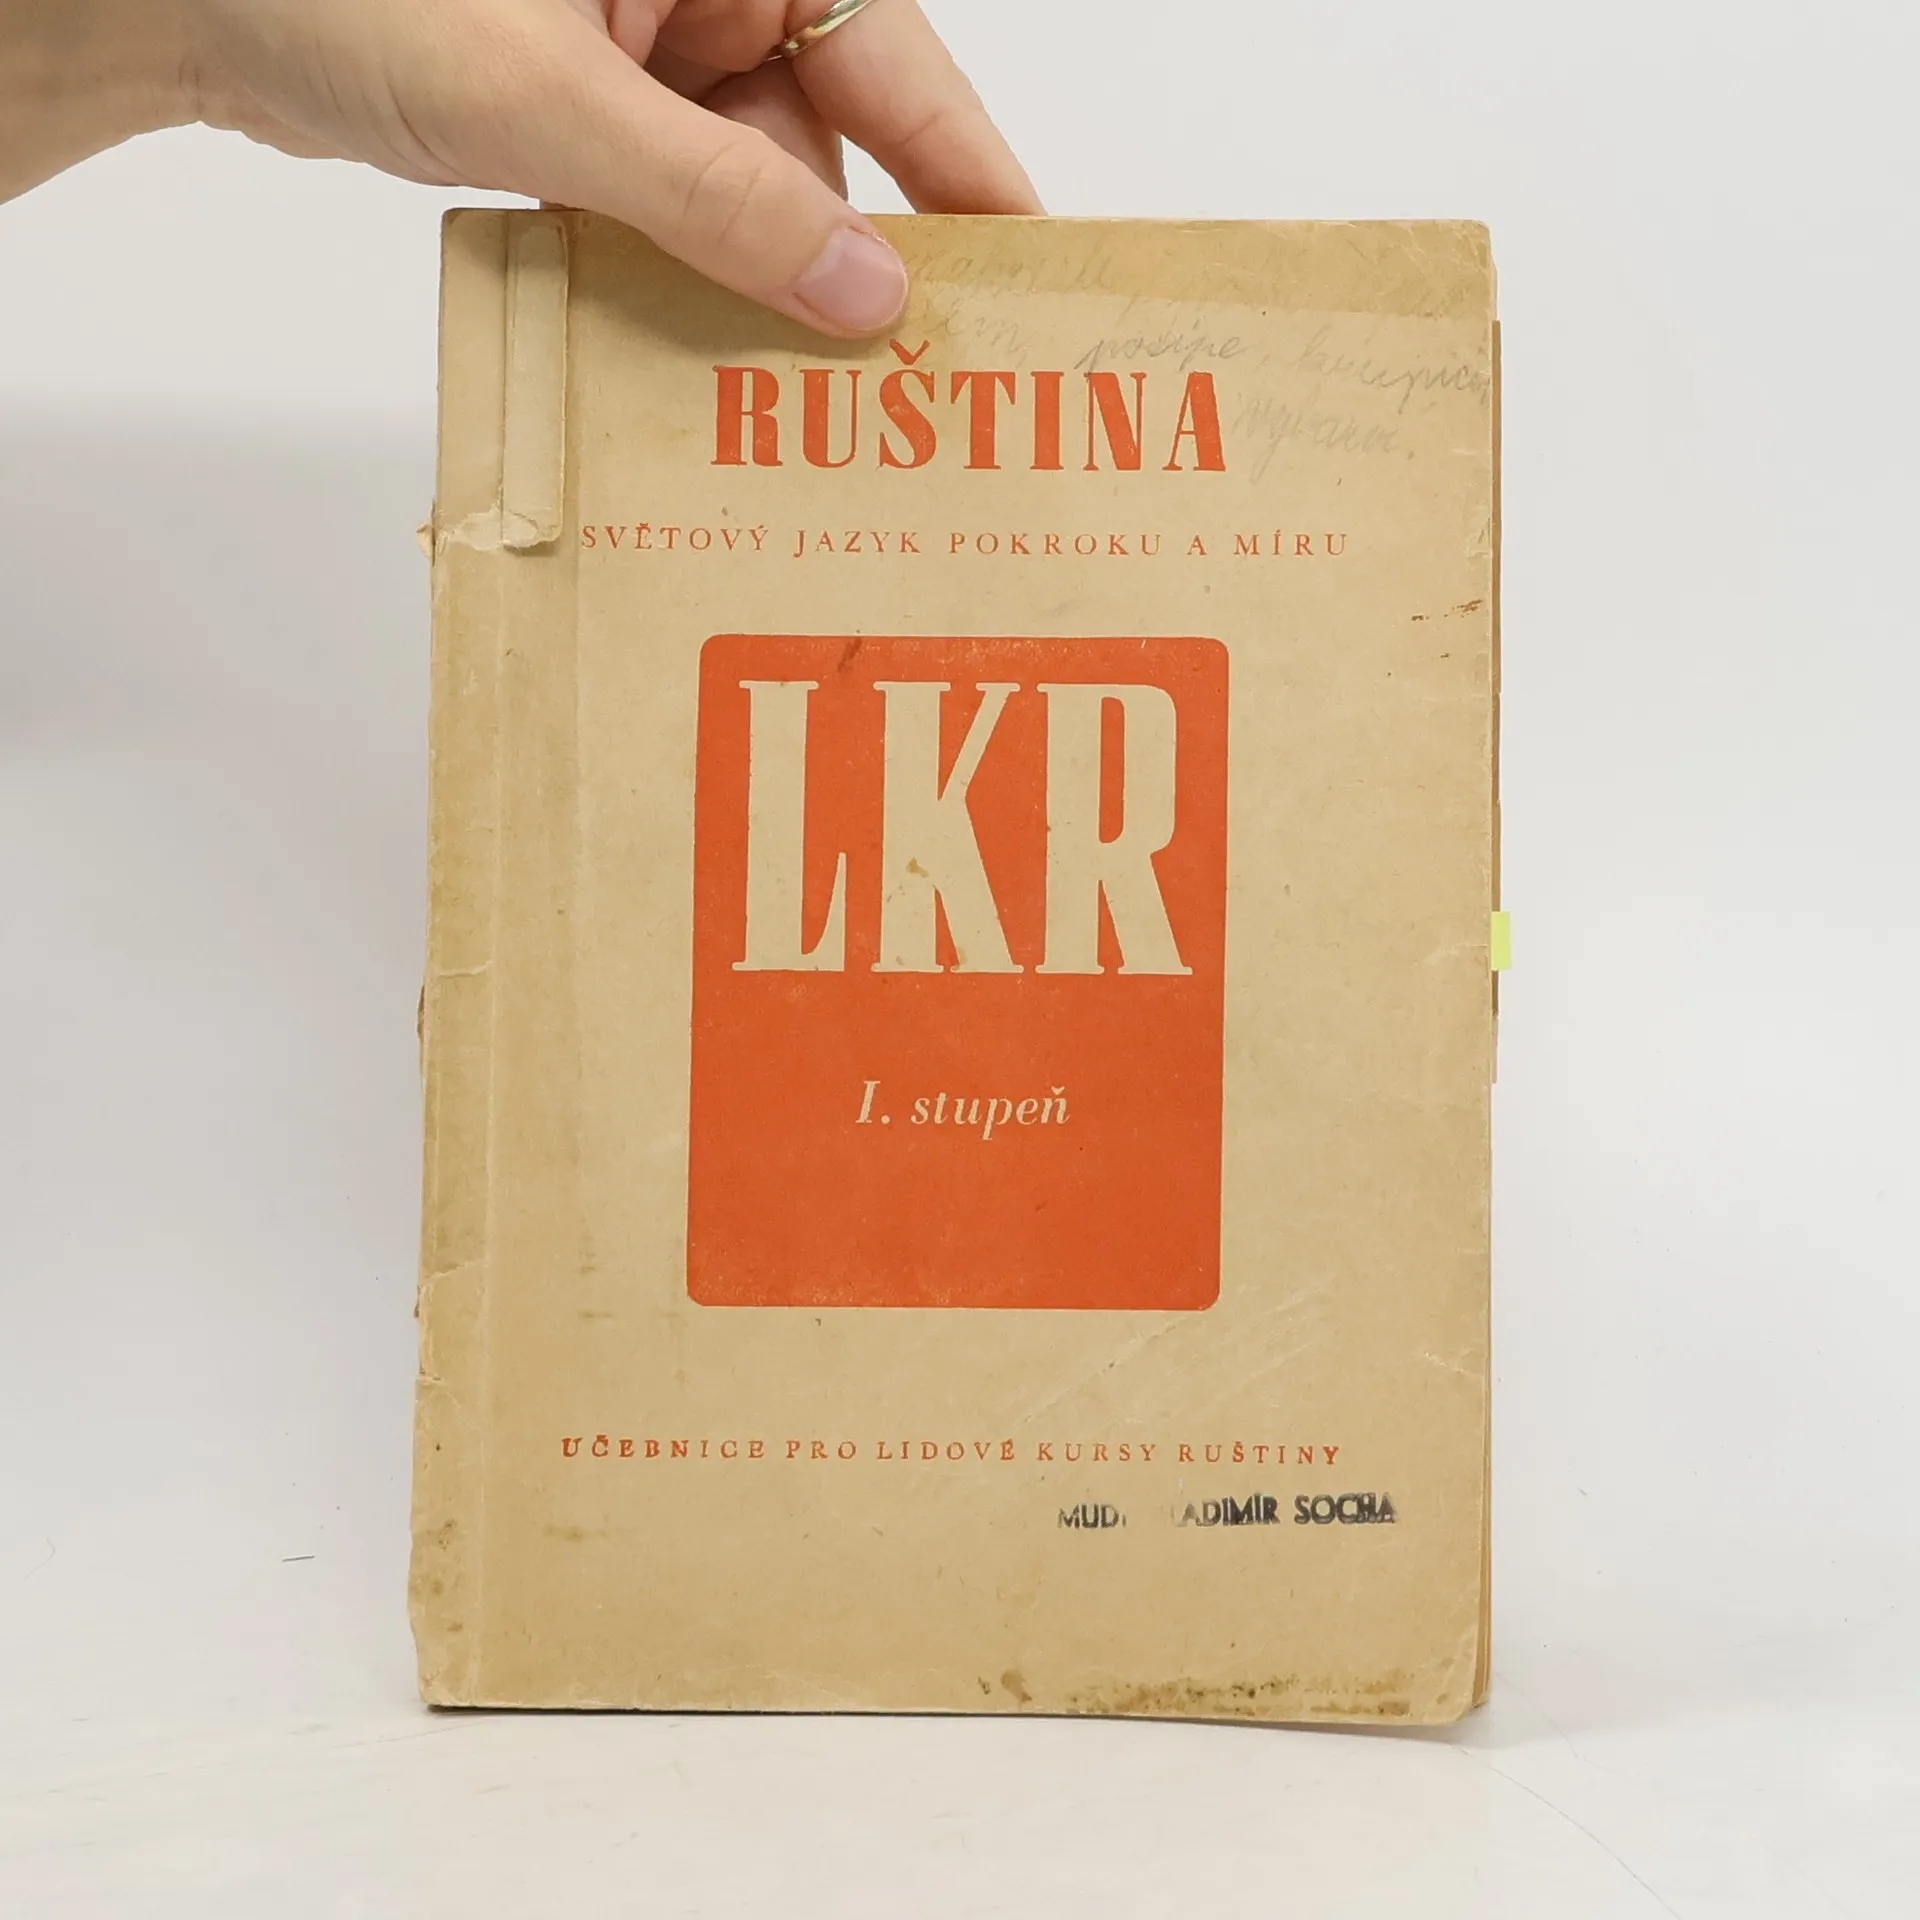 RUŠTINA
SVĚTOVÝ JAZYK POKROKU A MÍRU
LKR
I. stupeň
UČEBNICE PRO LIDOVÉ KURSY RUŠTINY
SOCHA